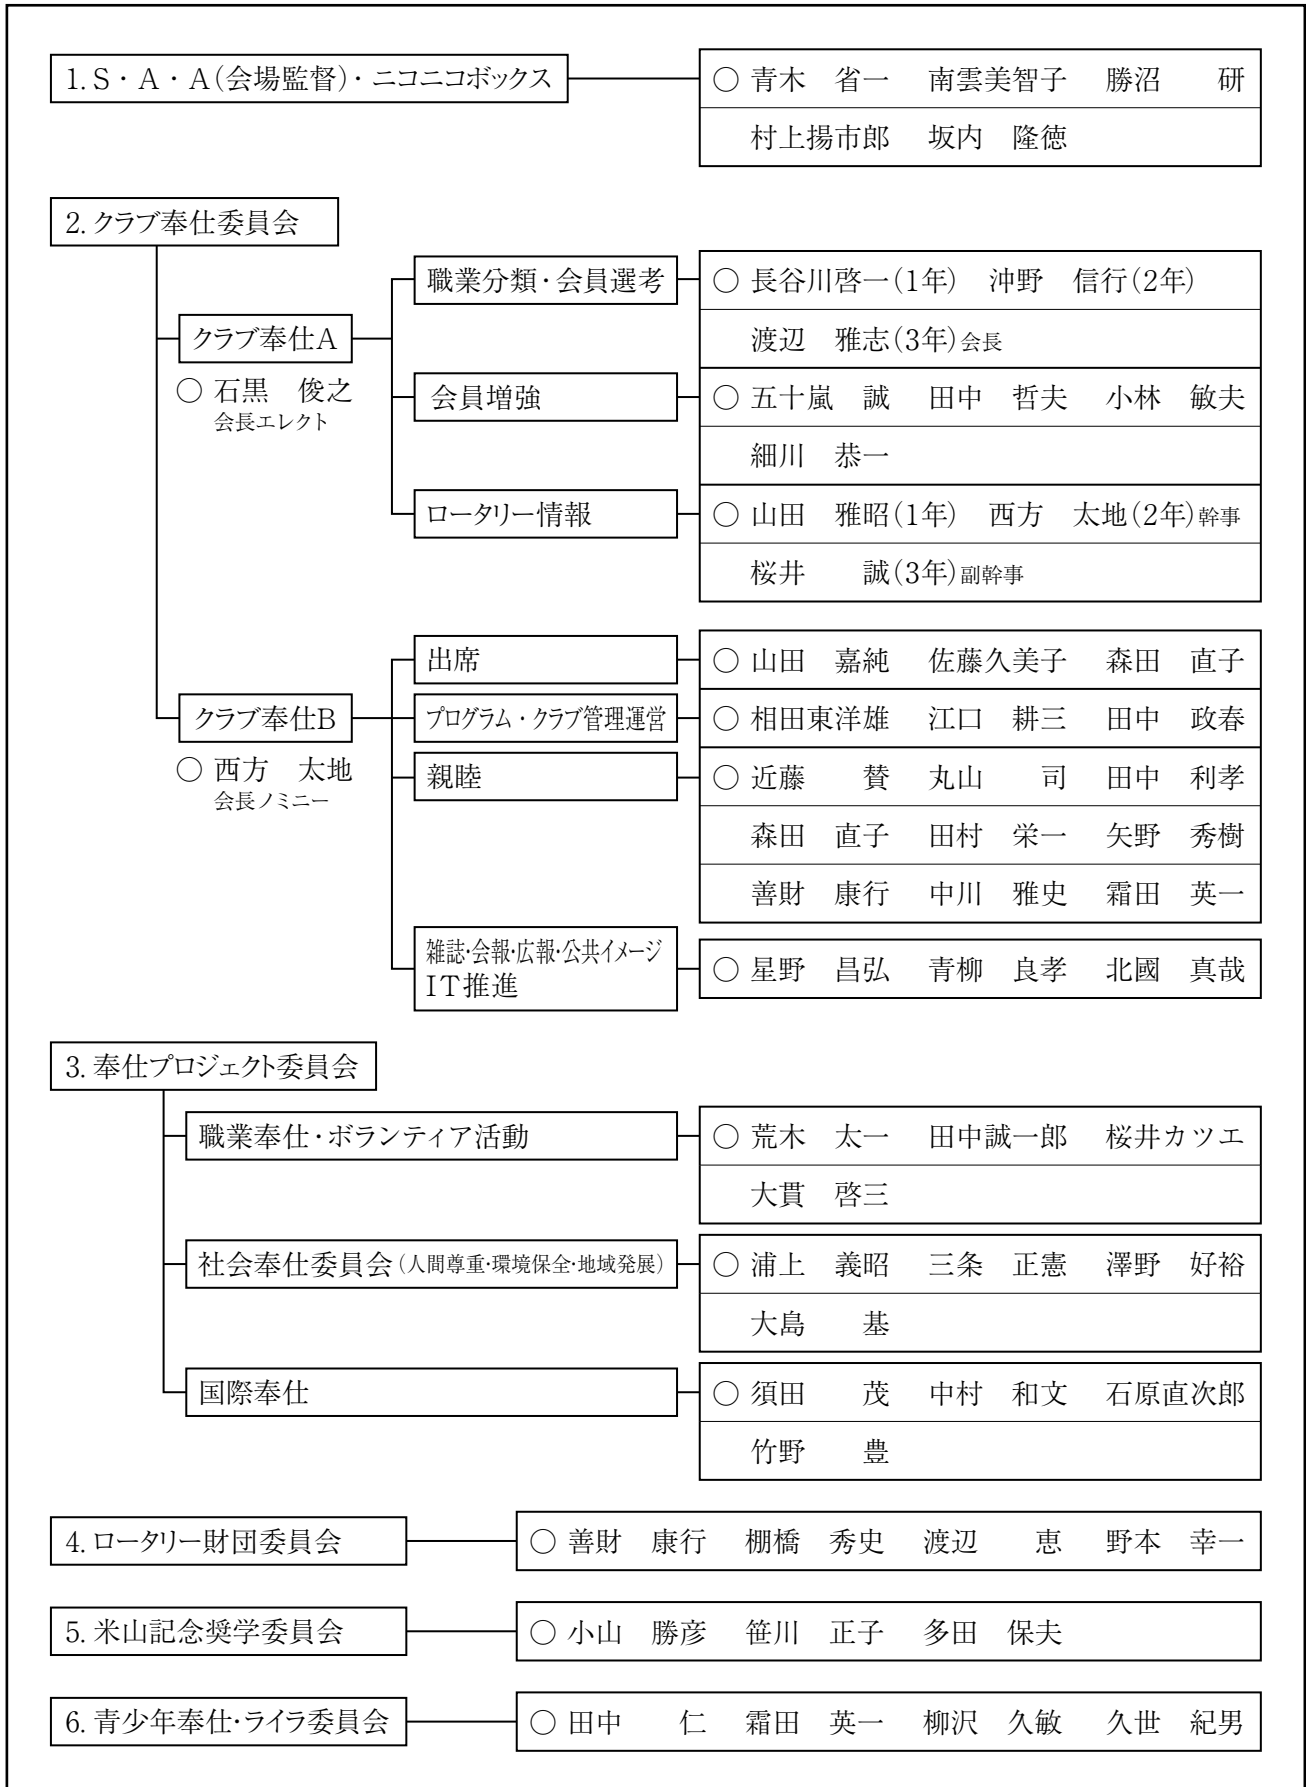 1. S・A・A(会場監督)・ニコニコボックス
○ 青木 省一 南雲美智子 勝沼 研
村上揚市郎 坂内 隆徳
2. クラブ奉仕委員会
クラブ奉仕A
○ 石黒 俊之
会長エレクト
職業分類・会員選考
○ 長谷川啓一(1年) 沖野 信行(2年)
渡辺 雅志(3年)会長
会員増強
○ 五十嵐 誠 田中 哲夫 小林 敏夫
細川 恭一
ロータリー情報
○ 山田 雅昭(1年) 西方 太地(2年)幹事
桜井 誠(3年)副幹事
クラブ奉仕B
○ 西方 太地
会長ノミニー
出席
○ 山田 嘉純 佐藤久美子 森田 直子
プログラム・クラブ管理運営
○ 相田東洋雄 江口 耕三 田中 政春
親睦
○ 近藤 賛 丸山 司 田中 利孝
森田 直子 田村 栄一 矢野 秀樹
善財 康行 中川 雅史 霜田 英一
雑誌・会報・広報・公共イメージ
IT推進
○ 星野 昌弘 青柳 良孝 北國 真哉
3. 奉仕プロジェクト委員会
職業奉仕・ボランティア活動
○ 荒木 太一 田中誠一郎 桜井カツエ
大貫 啓三
社会奉仕委員会(人間尊重・環境保全・地域発展)
○ 浦上 義昭 三条 正憲 澤野 好裕
大島 基
国際奉仕
○ 須田 茂 中村 和文 石原直次郎
竹野 豊
4. ロータリー財団委員会
○ 善財 康行 棚橋 秀史 渡辺 恵 野本 幸一
5. 米山記念奨学委員会
○ 小山 勝彦 笹川 正子 多田 保夫
6. 青少年奉仕・ライラ委員会
○ 田中 仁 霜田 英一 柳沢 久敏 久世 紀男